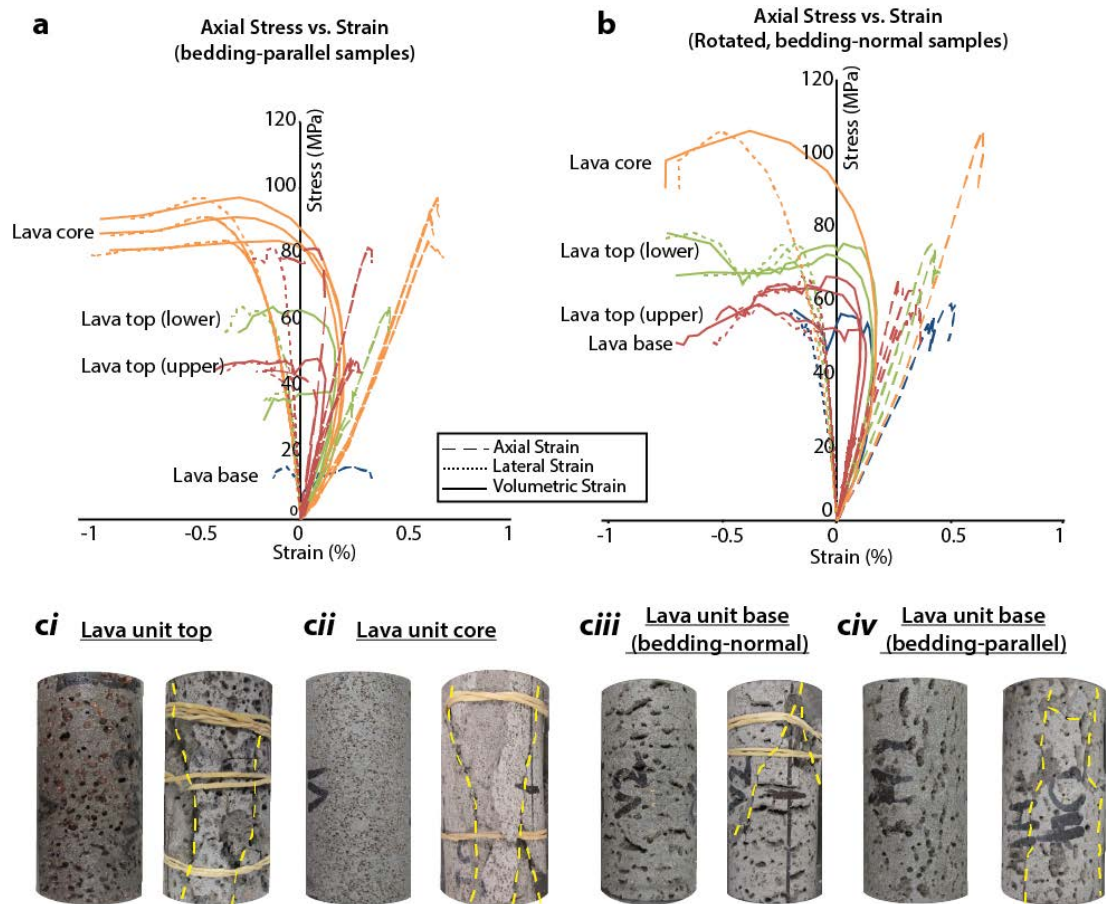 a
Axial Stress vs. Strain
(bedding-parallel samples)
120
100
80
60
40
20
0
Stress (MPa)
Lava core
Lava top (lower)
Lava top (upper)
Lava base
-1 -0.5 0 0.5 1
Strain (%)
b
Axial Stress vs. Strain
(Rotated, bedding-normal samples)
120
100
80
60
40
20
0
Stress (MPa)
Lava core
Lava top (lower)
Lava top (upper)
Lava base
-1 -0.5 0 0.5 1
Strain (%)
Axial Strain
Lateral Strain
Volumetric Strain
ci Lava unit top
cii Lava unit core
ciii Lava unit base
(bedding-normal)
civ Lava unit base
(bedding-parallel)
V2